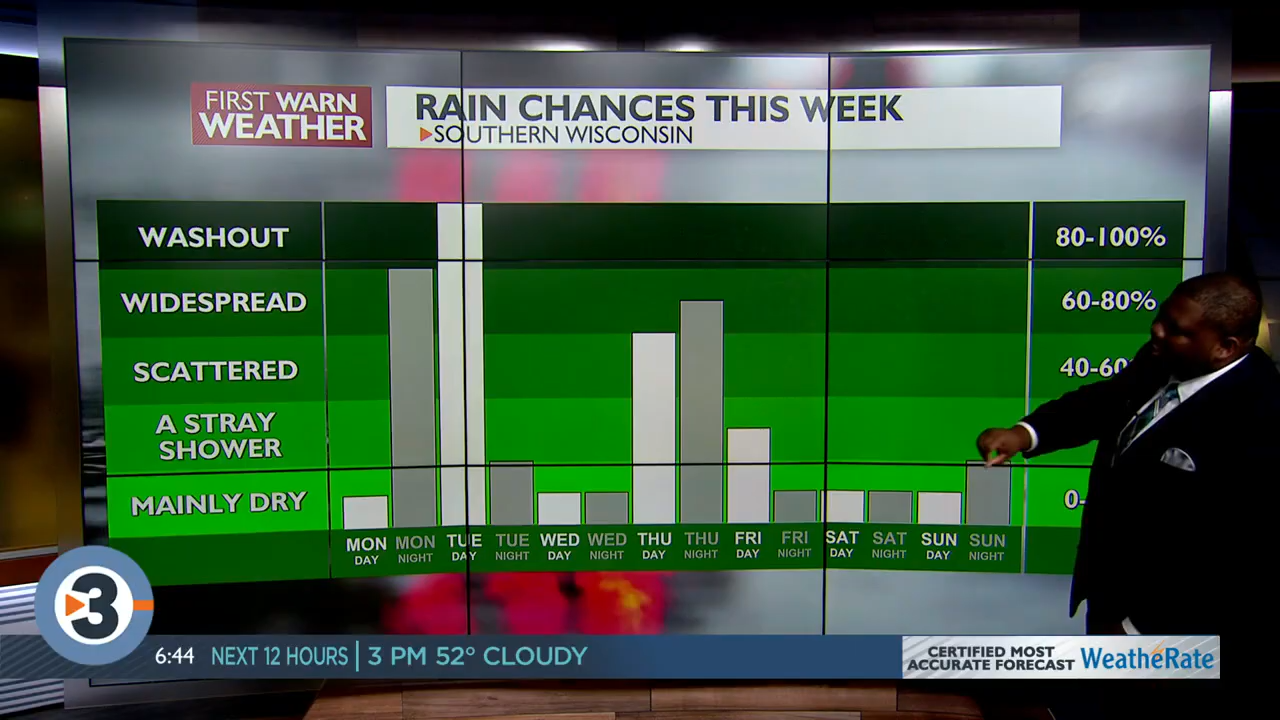 FIRST WARN
WEATHER
RAIN CHANCES THIS WEEK
SOUTHERN WISCONSIN
WASHOUT
80-100%
WIDESPREAD
60-80%
SCATTERED
40-60
A STRAY
SHOWER
MAINLY DRY
0-
MON MON TUE TUE WED WED THU THU FRI FRI SAT SAT SUN SUN
DAY NIGHT DAY NIGHT DAY NIGHT DAY NIGHT DAY NIGHT DAY NIGHT DAY NIGHT
3
6:44 NEXT 12 HOURS 3 PM 52° CLOUDY
CERTIFIED MOST
ACCURATE FORECAST WeatheRate